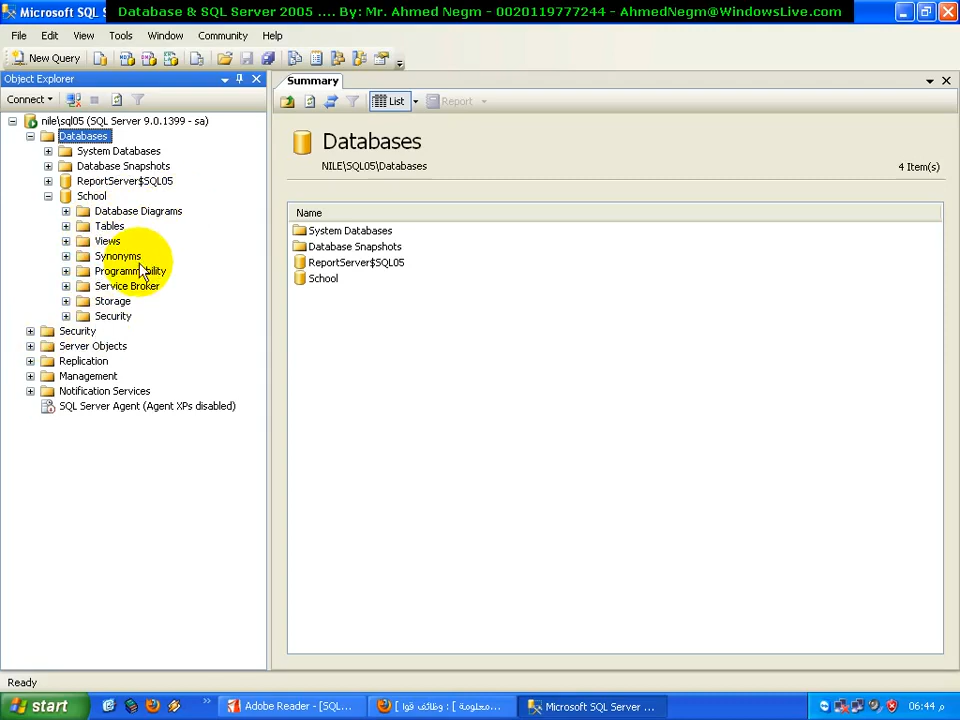 Microsoft SQL S
Database & SQL Server 2005 .... By: Mr. Ahmed Negm - 0020119777244 - AhmedNegm@WindowsLive.com
File Edit View Tools Window Community Help
New Query
Object Explorer
Summary
Connect
List
Report
nile\sql05 (SQL Server 9.0.1399 - sa)
Databases
System Databases
Database Snapshots
ReportServer$SQL05
School
Database Diagrams
Tables
Views
Synonyms
Programmability
Service Broker
Storage
Security
Security
Server Objects
Replication
Management
Notification Services
SQL Server Agent (Agent XPs disabled)
Databases
NILE\SQL05\Databases
4 Item(s)
Name
System Databases
Database Snapshots
ReportServer$SQL05
School
Ready
start
Adobe Reader - [SQL...
[ معلومة ] : وظائف قوا...
Microsoft SQL Server ...
06:44 م